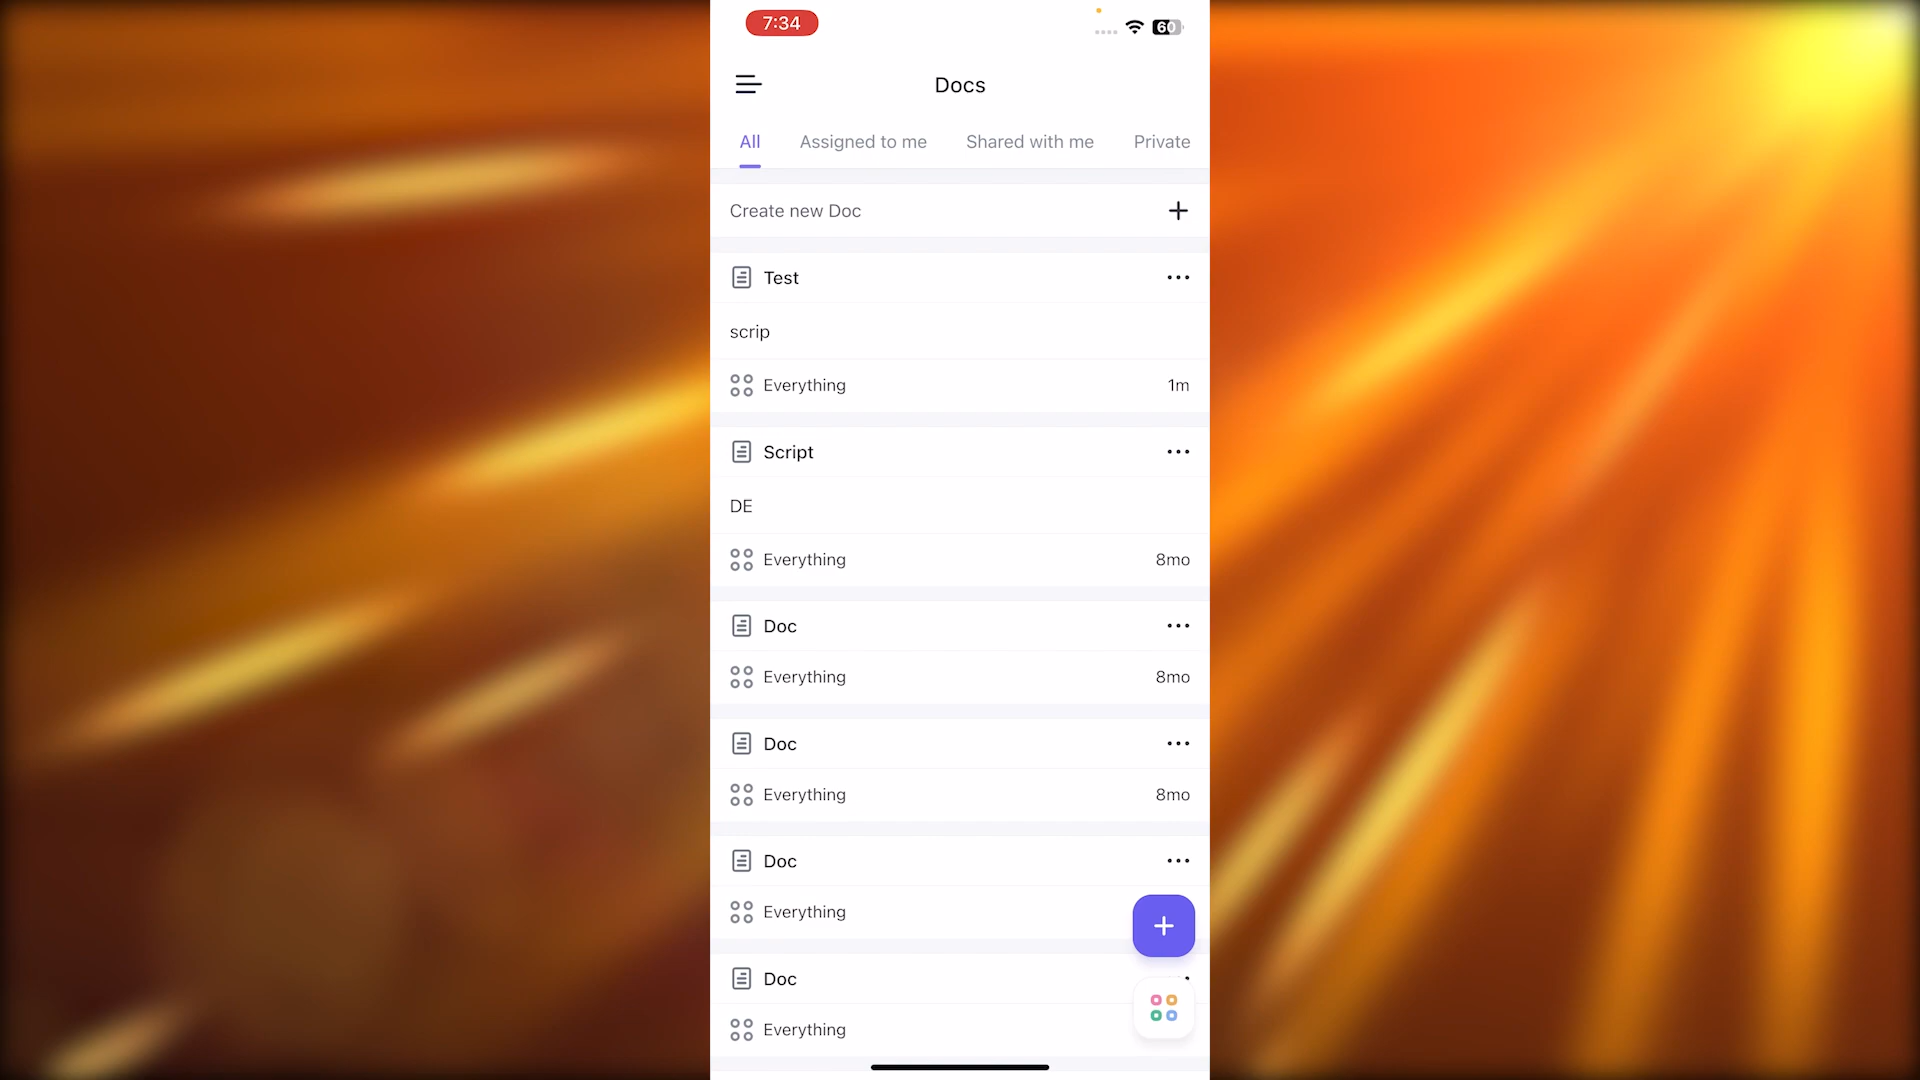 7:34
60
Docs
All Assigned to me Shared with me Private
Create new Doc
Test
scrip
Everything 1m
Script
DE
Everything 8mo
Doc
Everything 8mo
Doc
Everything 8mo
Doc
Everything
Doc
Everything